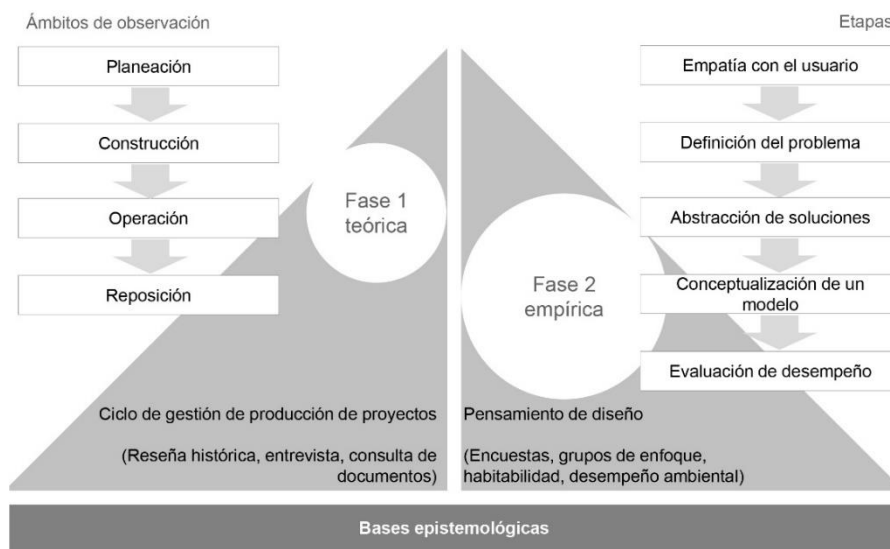 Ámbitos de observación
Planeación
Construcción
Operación
Reposición
Fase 1
teórica
Ciclo de gestión de producción de proyectos
(Reseña histórica, entrevista, consulta de
documentos)
Etapas
Empatía con el usuario
Definición del problema
Abstracción de soluciones
Conceptualización de un
modelo
Evaluación de desempeño
Fase 2
empírica
Pensamiento de diseño
(Encuestas, grupos de enfoque,
habitabilidad, desempeño ambiental)
Bases epistemológicas